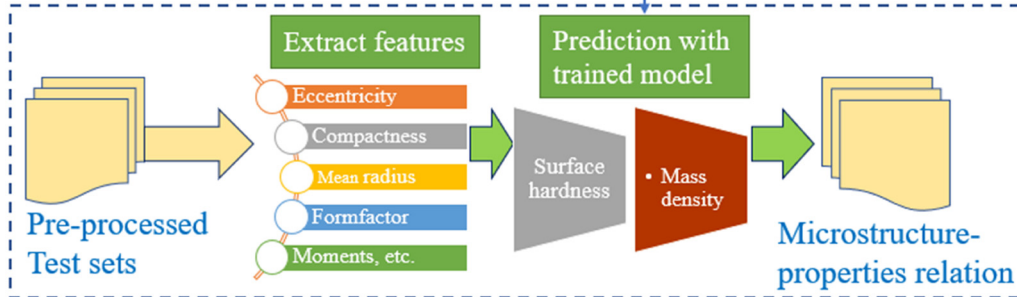 Extract features
Prediction with
trained model
Eccentricity
Compactness
Mean radius
Formfactor
Moments, etc.
Surface
hardness
• Mass
density
Pre-processed
Test sets
Microstructure-
properties relation